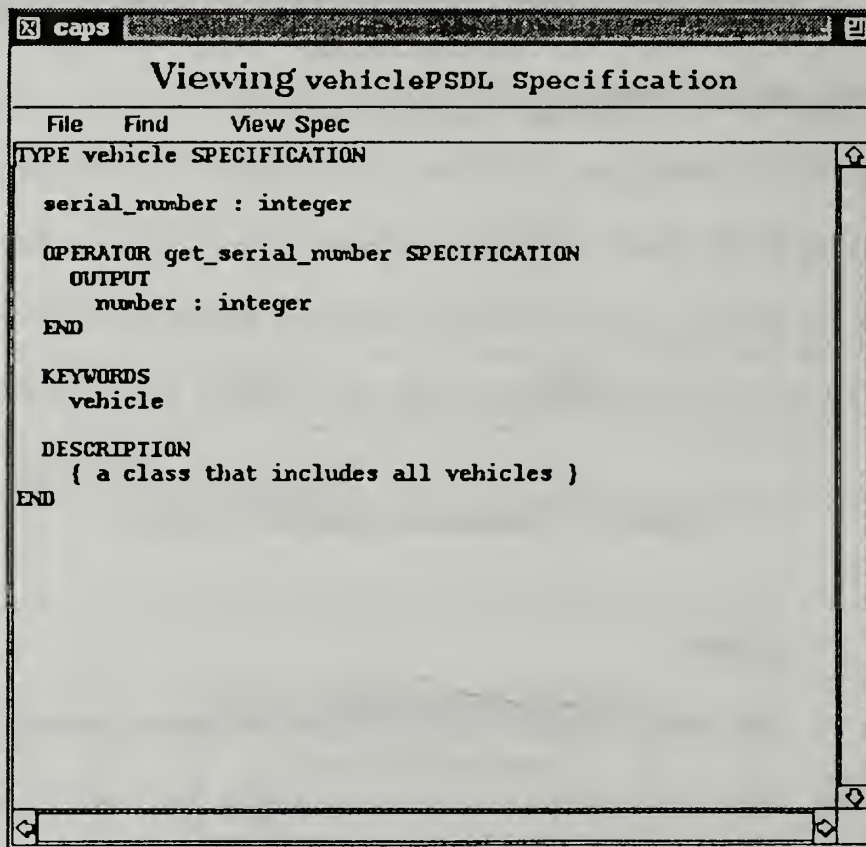 caps
Viewing vehiclePSDL Specification
File Find View Spec
TYPE vehicle SPECIFICATION
serial_number : integer
OPERATOR get_serial_number SPECIFICATION
OUTPUT
number : integer
END
KEYWORDS
vehicle
DESCRIPTION
{ a class that includes all vehicles }
END